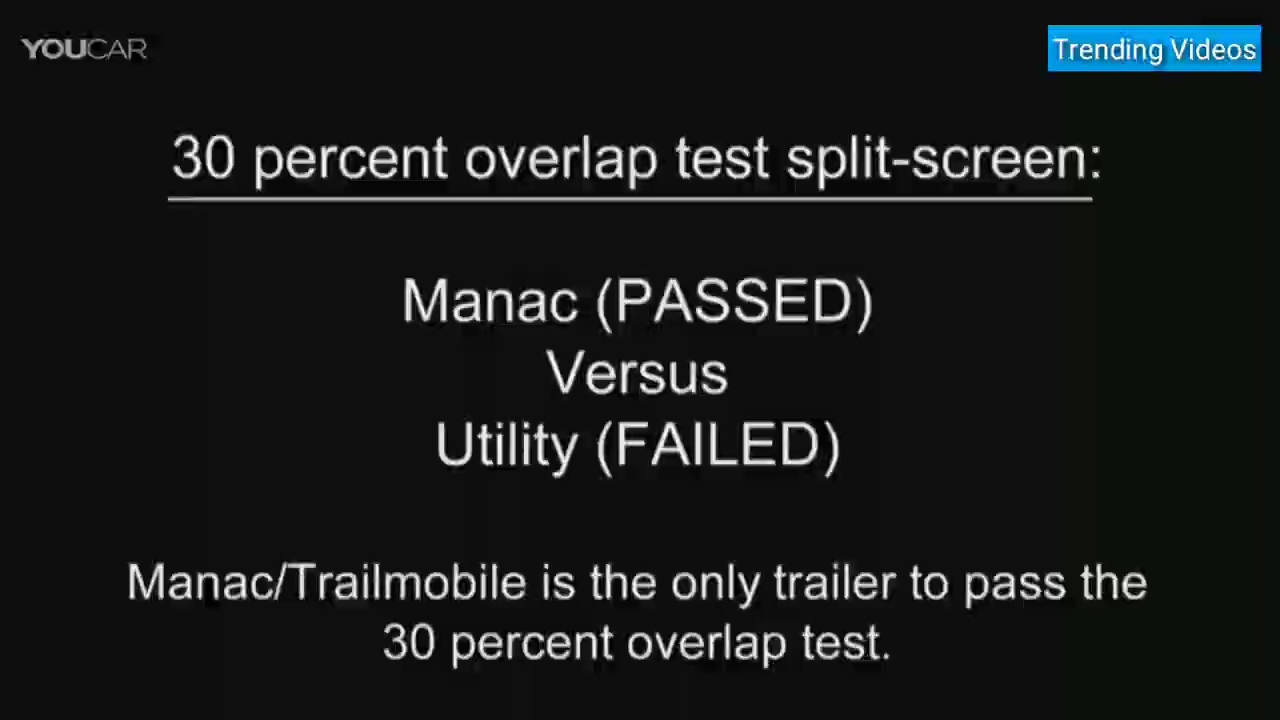 YOUCAR
Trending Videos
30 percent overlap test split-screen:
Manac (PASSED)
Versus
Utility (FAILED)
Manac/Trailmobile is the only trailer to pass the
30 percent overlap test.